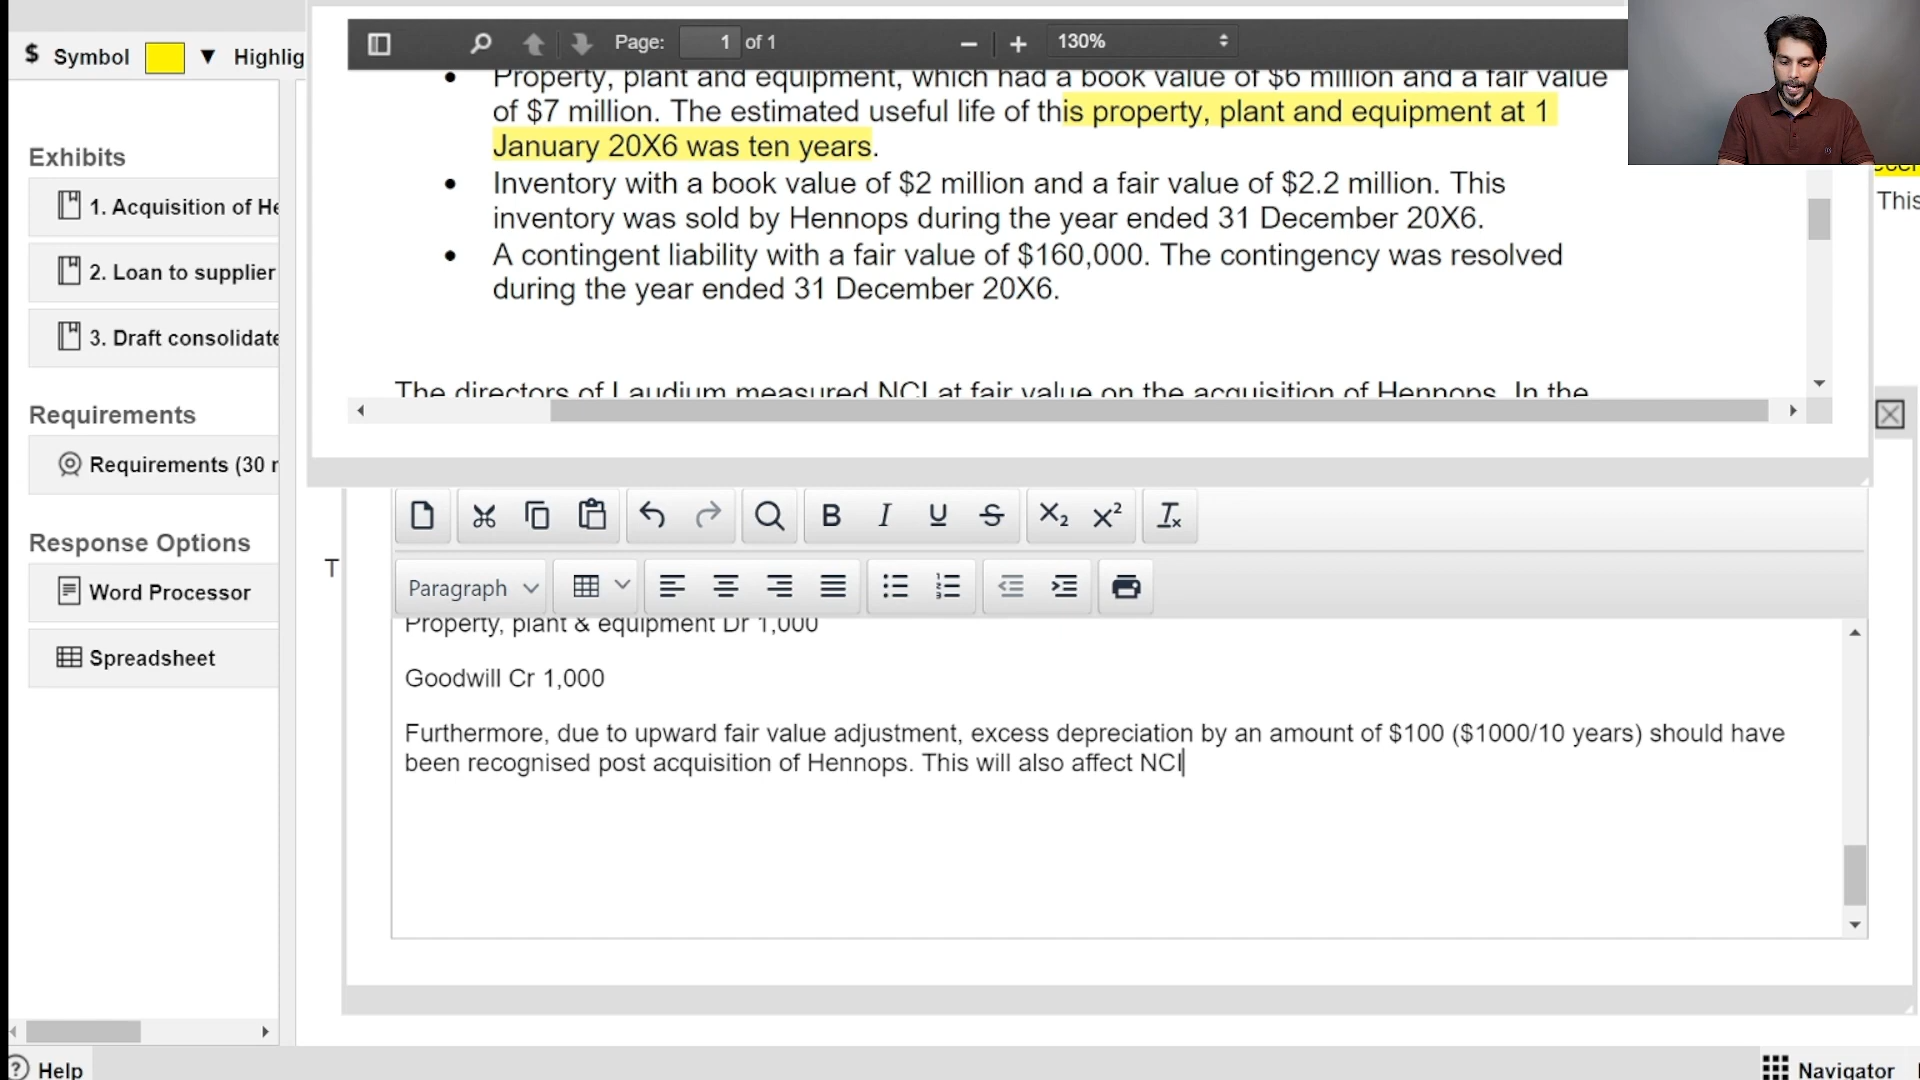 $ Symbol ▼ Highlig
Page: 1 of 1 130%
Property, plant and equipment, which had a book value of $6 million and a fair value
of $7 million. The estimated useful life of this property, plant and equipment at 1
January 20X6 was ten years.
This
Exhibits
• Inventory with a book value of $2 million and a fair value of $2.2 million. This
1. Acquisition of He
inventory was sold by Hennops during the year ended 31 December 20X6.
2. Loan to supplier
• A contingent liability with a fair value of $160,000. The contingency was resolved
during the year ended 31 December 20X6.
3. Draft consolidate
The directors of Laudium measured NCI at fair value on the acquisition of Hennops. In the
Requirements
Requirements (30 r
Response Options
Word Processor
Spreadsheet
T
B I U S X₂ X² Tx
Paragraph
Property, plant & equipment Dr 1,000
Goodwill Cr 1,000
Furthermore, due to upward fair value adjustment, excess depreciation by an amount of $100 ($1000/10 years) should have
been recognised post acquisition of Hennops. This will also affect NCI
? Help
Navigator